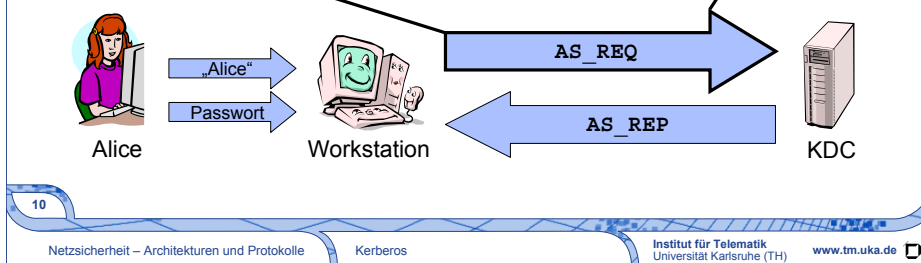 AS_REQ
„Alice“
Passwort
AS_REP
Alice
Workstation
KDC
10
Netzsicherheit – Architekturen und Protokolle
Kerberos
Institut für Telematik
Universität Karlsruhe (TH)
www.tm.uka.de